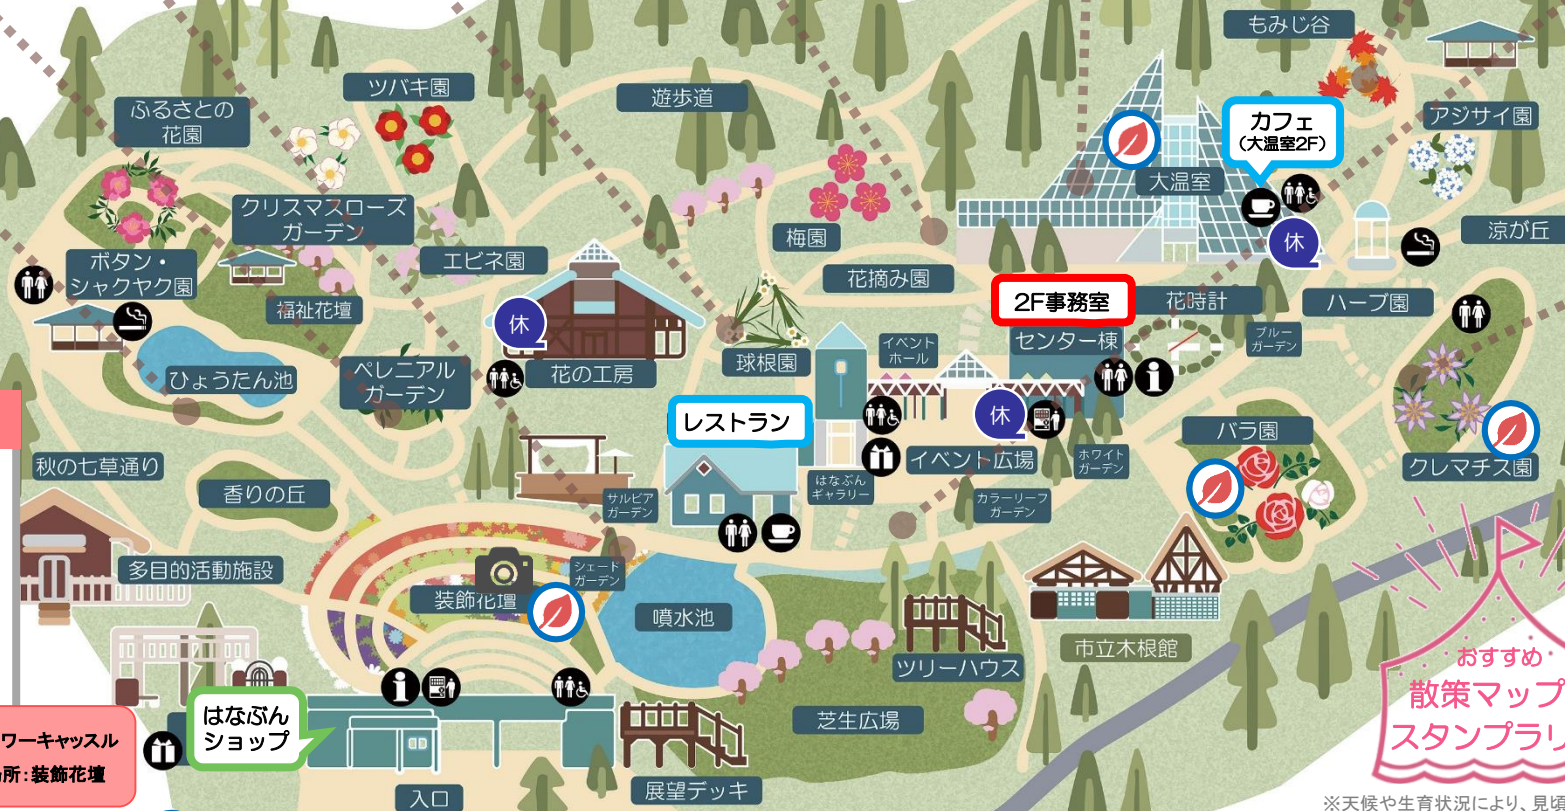 もみじ谷
ツバキ園
遊歩道
ふるさとの
花園
カフェ
(大温室2F)
アジサイ園
大温室
クリスマスローズ
ガーデン
梅園
涼が丘
エビネ園
ボタン・
シャクヤク園
花摘み園
福祉花壇
2F事務室
花時計
ハーブ園
休
休
センター棟
ブルー
ガーデン
イベント
ホール
球根園
ひょうたん池
ペレニアル
ガーデン
花の工房
レストラン
休
バラ園
イベント広場
ホワイト
ガーデン
クレマチス園
秋の七草通り
香りの丘
はなぶん
ギャラリー
サルビア
ガーデン
カラーリーフ
ガーデン
多目的活動施設
シェード
ガーデン
装飾花壇
噴水池
市立木根館
ツリーハウス
おすすめ
散策マップ
スタンプラリ
はなぶん
ショップ
芝生広場
ワーキャッスル
所：装飾花壇
展望デッキ
入口
※天候や生育状況により、見頃